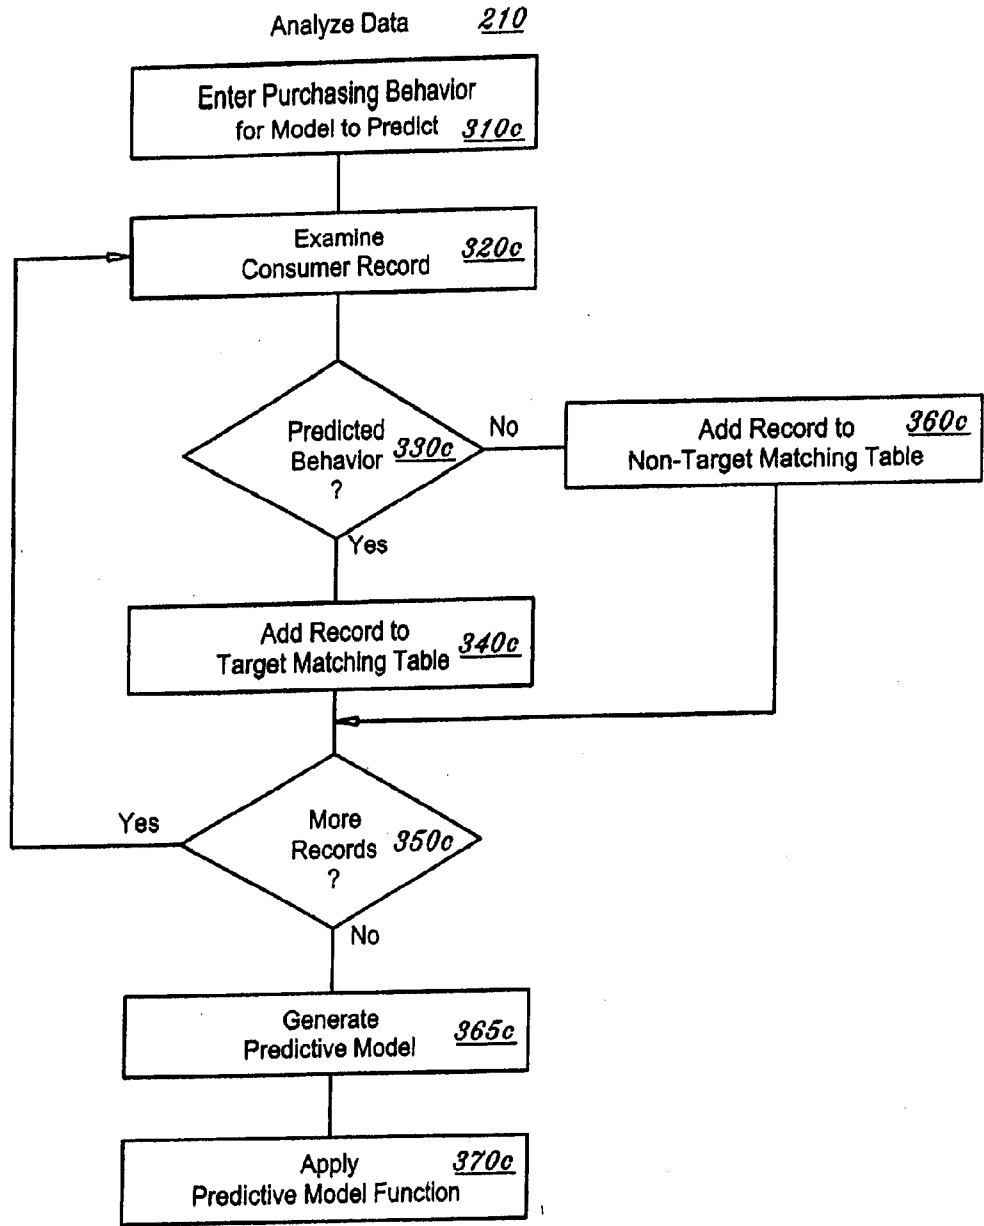 Analyze Data 210
Enter Purchasing Behavior
for Model to Predict 310c
Examine
Consumer Record 320c
Predicted
Behavior 330c
?
No
Add Record to 360c
Non-Target Matching Table
Yes
Add Record to
Target Matching Table 340c
More
Records 350c
?
Yes
No
Generate
Predictive Model 365c
Apply 370c
Predictive Model Function